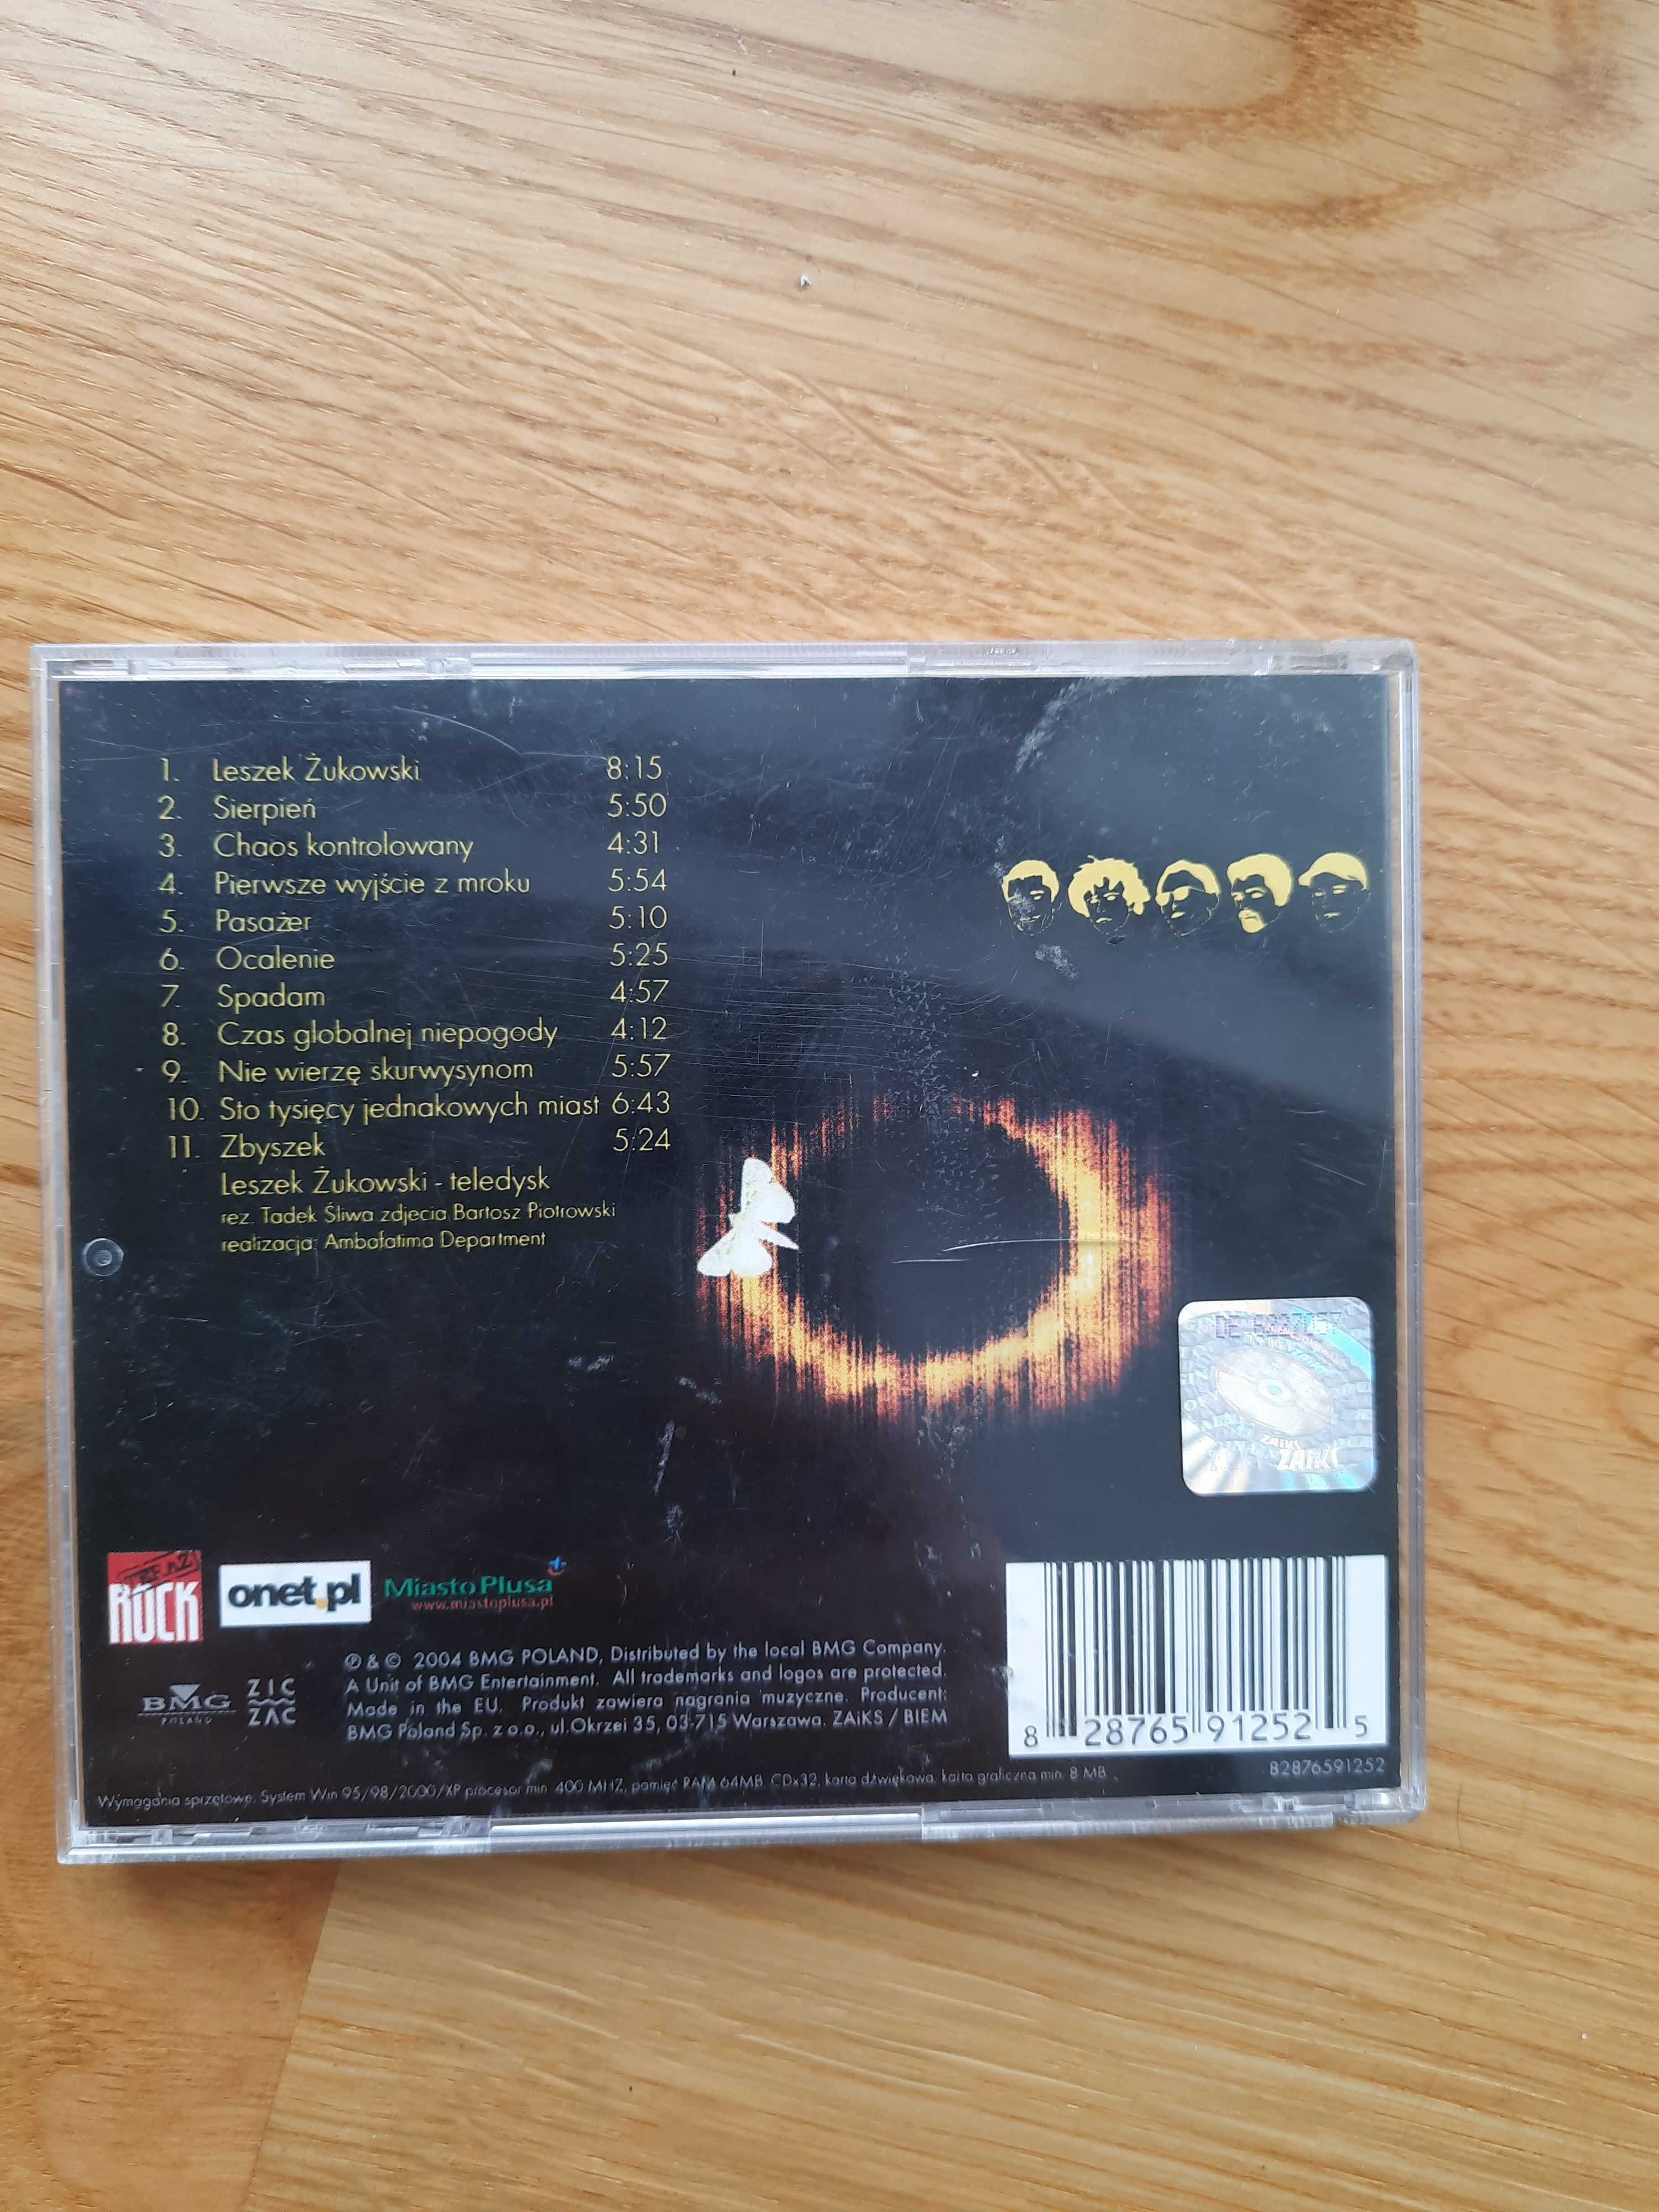 1. Leszek Żukowski 8:15
2. Sierpień 5:50
3. Chaos kontrolowany 4:31
4. Pierwsze wyjście z mroku 5:54
5. Pasażer 5:10
6. Ocalenie 5:25
7. Spadam 4:57
8. Czas globalnej niepogody 4:12
9. Nie wierzę skurwysynom 5:57
10. Sto tysięcy jednakowych miast 6:43
11. Zbyszek 5:24
Leszek Żukowski - teledysk
reż. Tadek Śliwa zdjecia Bartosz Piotrowski
realizacja: Ambafatima Department
ZAiKS
TERAZ
ROCK
onet.pl
MiastoPlusa
www.miastoplusa.pl
℗ & © 2004 BMG POLAND, Distributed by the local BMG Company.
A Unit of BMG Entertainment. All trademarks and logos are protected.
Made in the EU. Produkt zawiera nagrania muzyczne. Producent:
BMG Poland Sp. z o.o., ul.Okrzei 35, 03-715 Warszawa. ZAiKS / BIEM
BMG
POLAND
ZIC
ZAC
8 28765 91252 5
82876591252
Wymagania sprzętowe: System Win 95/98/2000/XP procesor min. 400 MHZ, pamięć RAM 64MB, CDx32, karta dźwiękowa, karta graficzna min. 8 MB